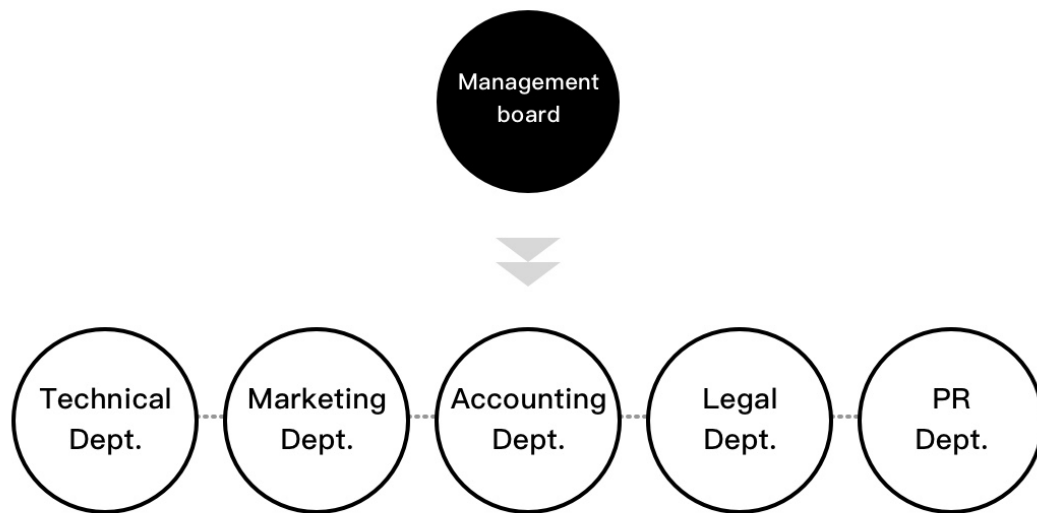 Management
board
Technical
Dept.
Marketing
Dept.
Accounting
Dept.
Legal
Dept.
PR
Dept.